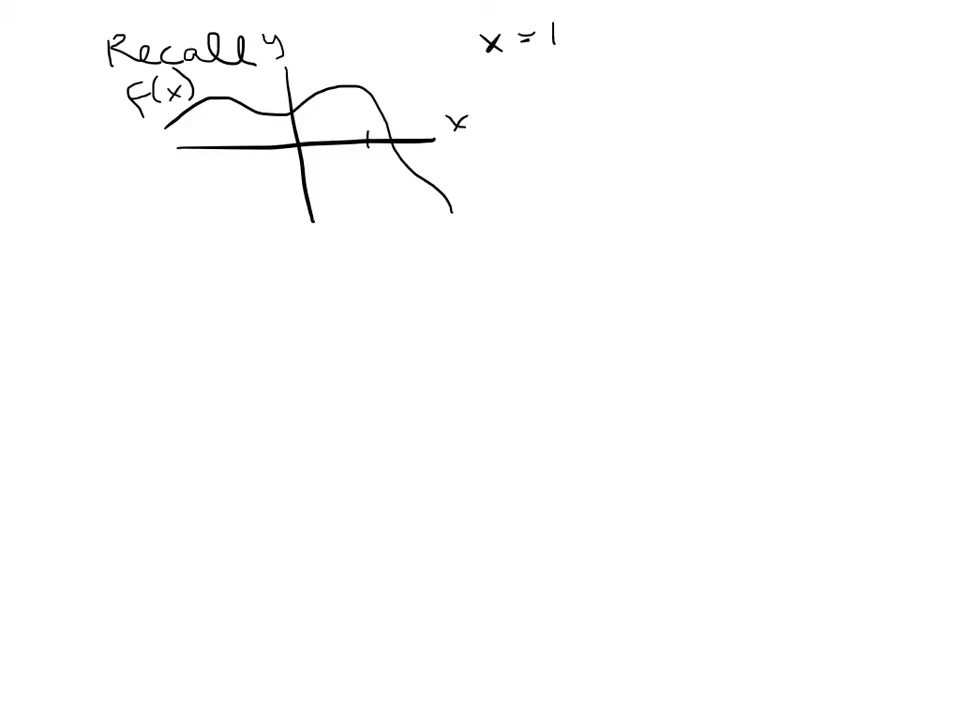 Recall y
f(x)
x
x = 1